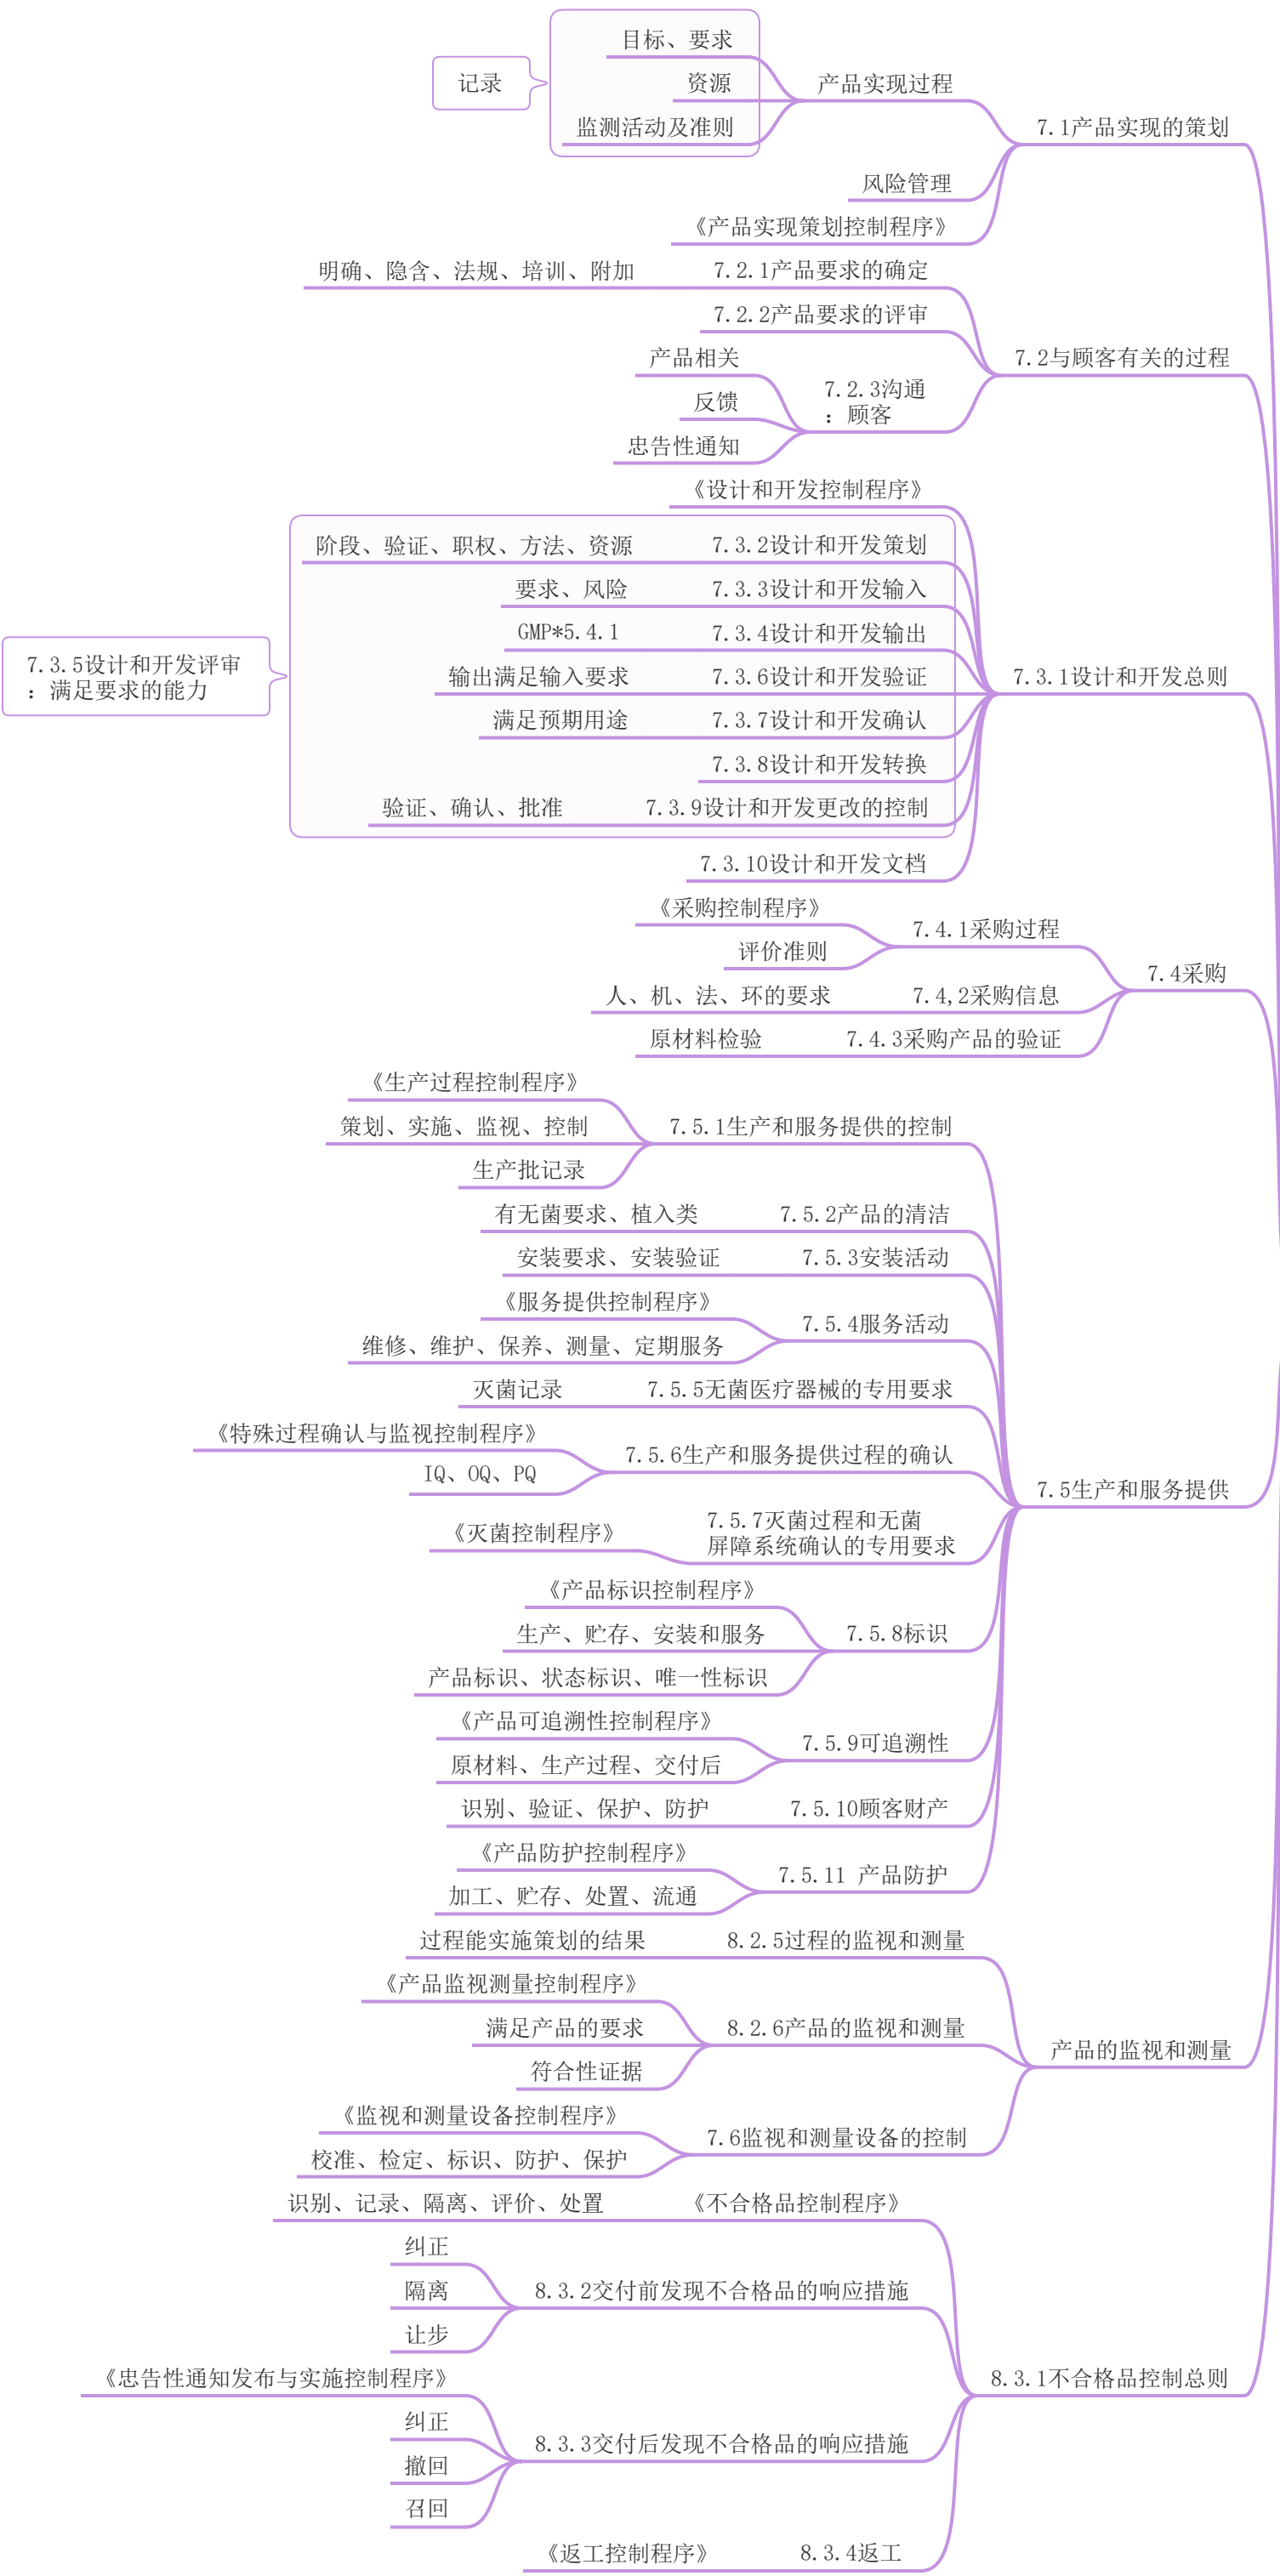 目标、要求
记录
资源
产品实现过程
监测活动及准则
7.1产品实现的策划
风险管理
《产品实现策划控制程序》
明确、隐含、法规、培训、附加
7.2.1产品要求的确定
7.2.2产品要求的评审
7.2与顾客有关的过程
产品相关
7.2.3沟通
：顾客
反馈
忠告性通知
《设计和开发控制程序》
阶段、验证、职权、方法、资源
7.3.2设计和开发策划
要求、风险
7.3.3设计和开发输入
GMP*5.4.1
7.3.4设计和开发输出
7.3.5设计和开发评审
：满足要求的能力
输出满足输入要求
7.3.6设计和开发验证
7.3.1设计和开发总则
满足预期用途
7.3.7设计和开发确认
7.3.8设计和开发转换
验证、确认、批准
7.3.9设计和开发更改的控制
7.3.10设计和开发文档
《采购控制程序》
7.4.1采购过程
评价准则
7.4采购
人、机、法、环的要求
7.4,2采购信息
原材料检验
7.4.3采购产品的验证
《生产过程控制程序》
策划、实施、监视、控制
7.5.1生产和服务提供的控制
生产批记录
有无菌要求、植入类
7.5.2产品的清洁
安装要求、安装验证
7.5.3安装活动
《服务提供控制程序》
7.5.4服务活动
维修、维护、保养、测量、定期服务
灭菌记录
7.5.5无菌医疗器械的专用要求
《特殊过程确认与监视控制程序》
7.5.6生产和服务提供过程的确认
IQ、OQ、PQ
7.5生产和服务提供
《灭菌控制程序》
7.5.7灭菌过程和无菌
屏障系统确认的专用要求
《产品标识控制程序》
生产、贮存、安装和服务
7.5.8标识
产品标识、状态标识、唯一性标识
《产品可追溯性控制程序》
7.5.9可追溯性
原材料、生产过程、交付后
识别、验证、保护、防护
7.5.10顾客财产
《产品防护控制程序》
7.5.11 产品防护
加工、贮存、处置、流通
过程能实施策划的结果
8.2.5过程的监视和测量
《产品监视测量控制程序》
满足产品的要求
8.2.6产品的监视和测量
产品的监视和测量
符合性证据
《监视和测量设备控制程序》
7.6监视和测量设备的控制
校准、检定、标识、防护、保护
识别、记录、隔离、评价、处置
《不合格品控制程序》
纠正
隔离
8.3.2交付前发现不合格品的响应措施
让步
《忠告性通知发布与实施控制程序》
8.3.1不合格品控制总则
纠正
8.3.3交付后发现不合格品的响应措施
撤回
召回
《返工控制程序》
8.3.4返工